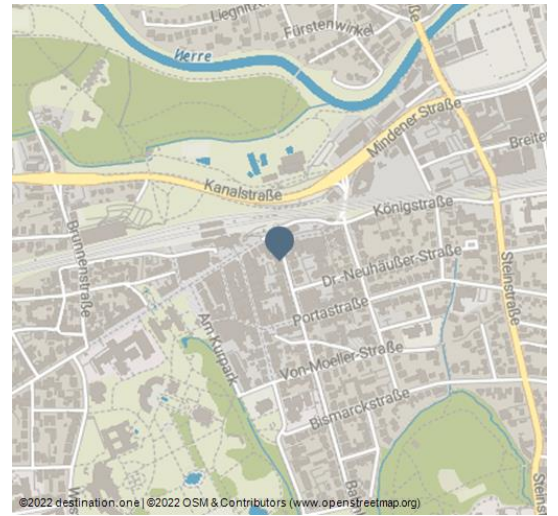 Liegnitzer
Fürstenwinkel
Werre
Mindener Straße
Breite
Kanalstraße
Königstraße
Brunnenstraße
Dr.-Neuhäußer-Straße
Steinstraße
Portastraße
Am Kurpark
Von-Moeller-Straße
Bismarckstraße
©2022 destination.one | ©2022 OSM & Contributors (www.openstreetmap.org)